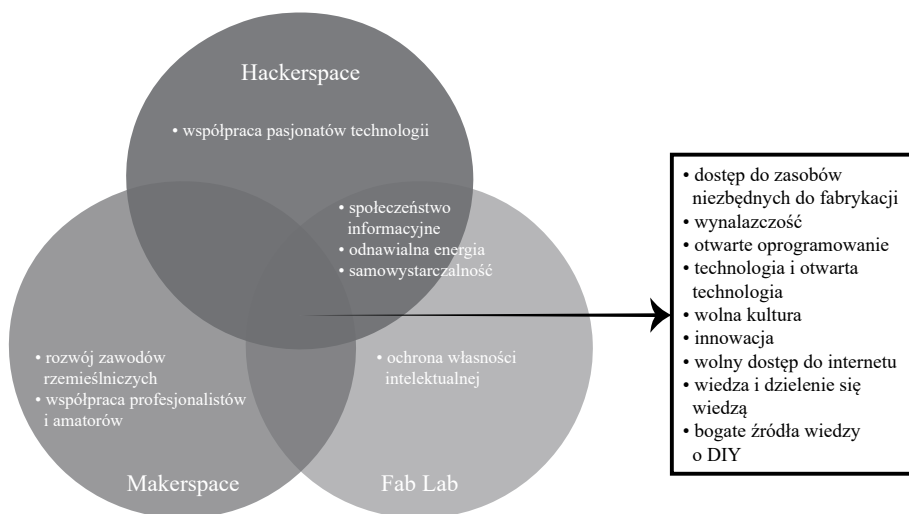 Hackerspace
• współpraca pasjonatów technologii
• społeczeństwo
informacyjne
• odnawialna energia
• samowystarczalność
• rozwój zawodów
rzemieślniczych
• współpraca profesjonalistów
i amatorów
• ochrona własności
intelektualnej
Makerspace
Fab Lab
• dostęp do zasobów
niezbędnych do fabrykacji
• wynalazczość
• otwarte oprogramowanie
• technologia i otwarta
technologia
• wolna kultura
• innowacja
• wolny dostęp do internetu
• wiedza i dzielenie się
wiedzą
• bogate źródła wiedzy
o DIY